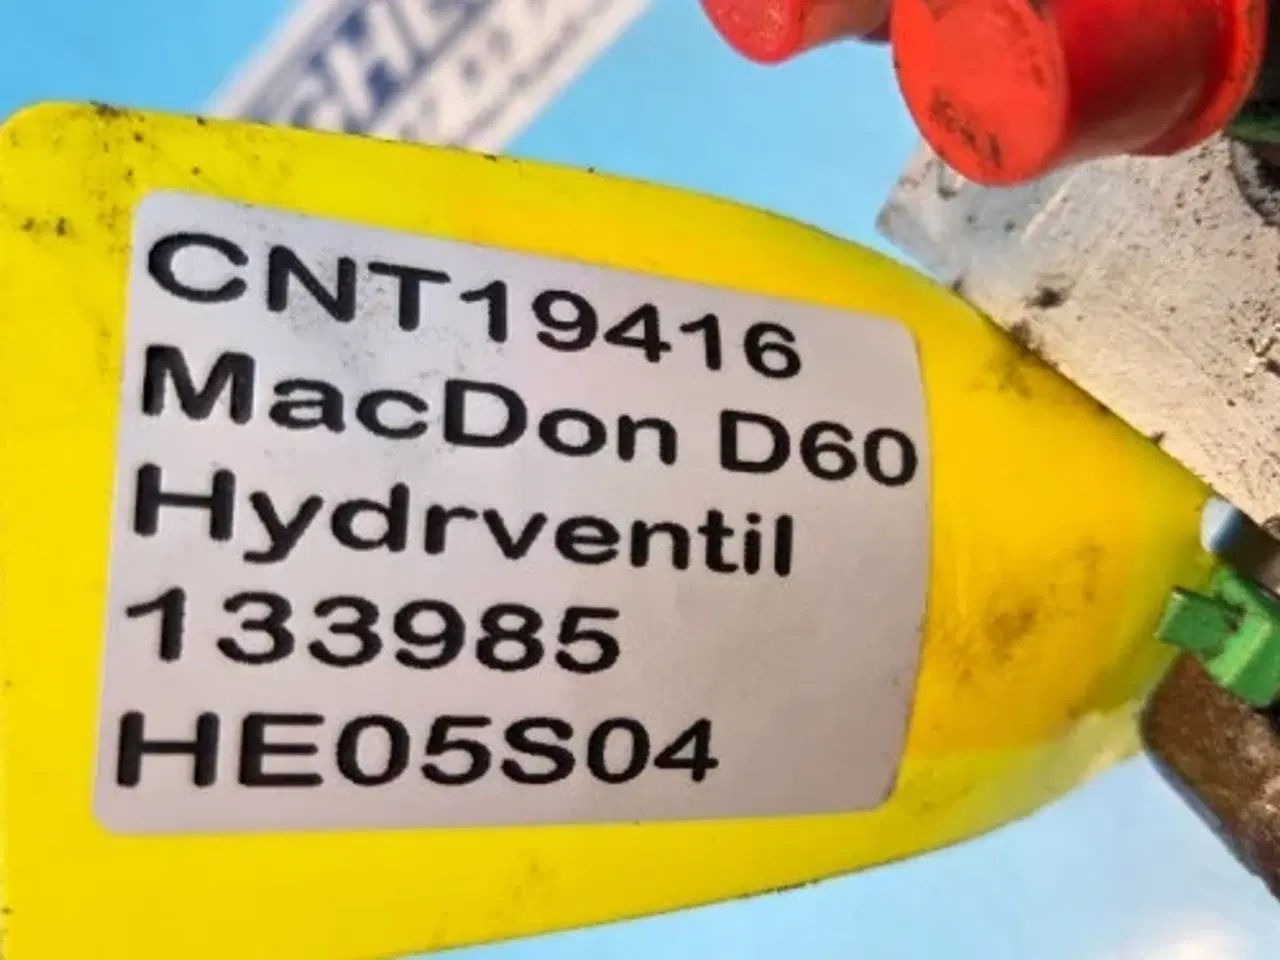 CNT19416
MacDon D60
Hydrventil
133985
HE05S04